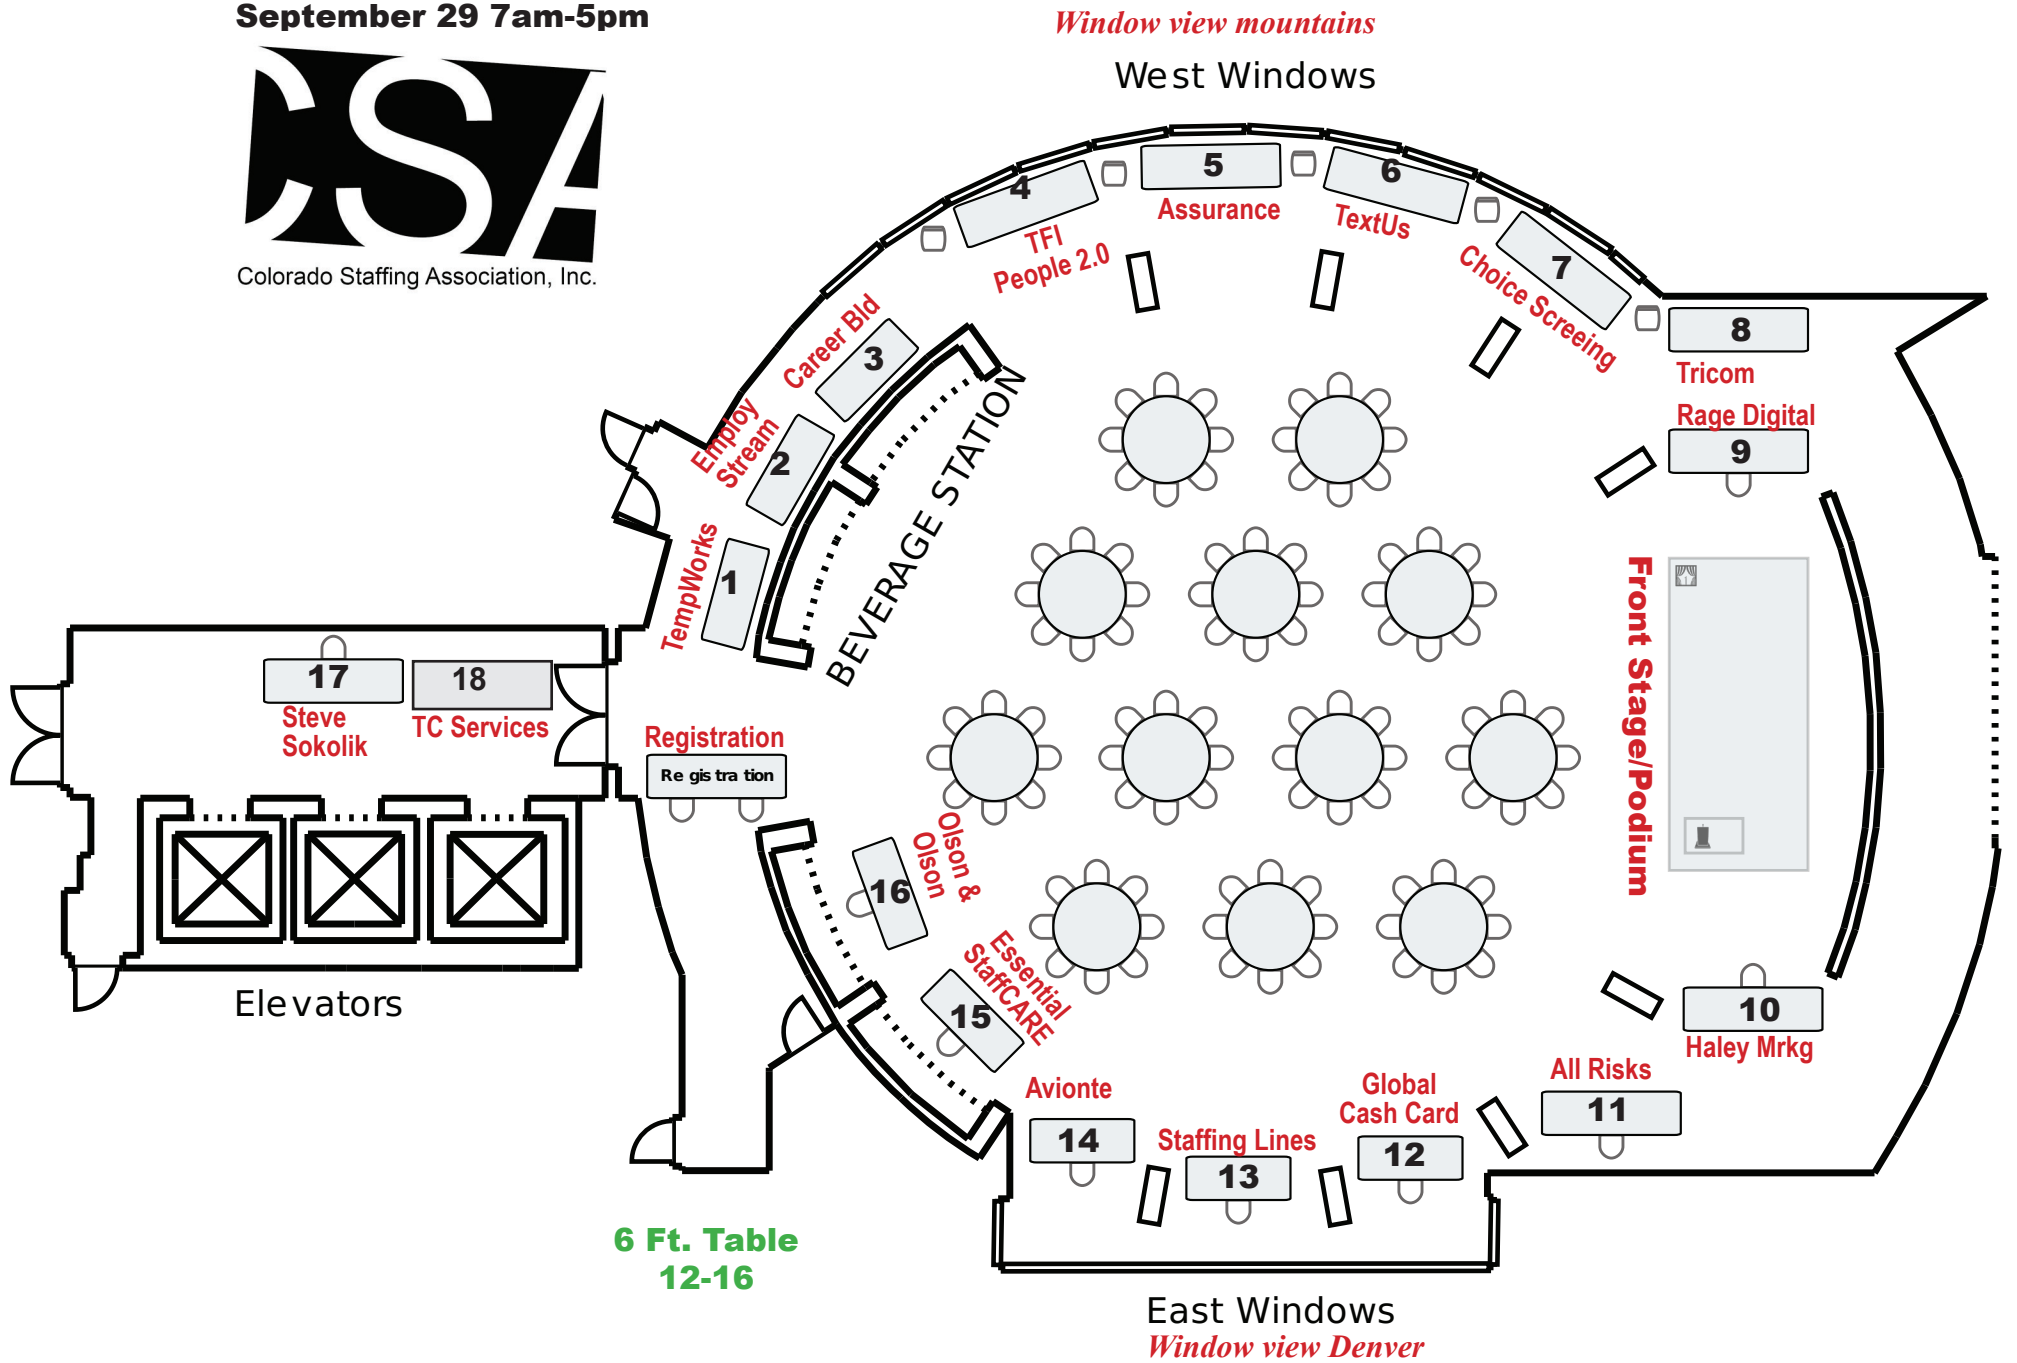 September 29 7am-5pm
CSA
Colorado Staffing Association, Inc.
Window view mountains
West Windows
4
TFI
People 2.0
5
Assurance
6
TextUs
7
Choice Screeing
8
Tricom
Rage Digital
9
Career Bld
3
Employ
Stream
2
TempWorks
1
BEVERAGE STATION
Front Stage/Podium
17
Steve
Sokolik
18
TC Services
Registration
Re gis tra tion
Olson &
Olson
16
Essential
StaffCARE
15
Elevators
10
Haley Mrkg
All Risks
11
Global
Cash Card
12
Staffing Lines
13
Avionte
14
6 Ft. Table
12-16
East Windows
Window view Denver